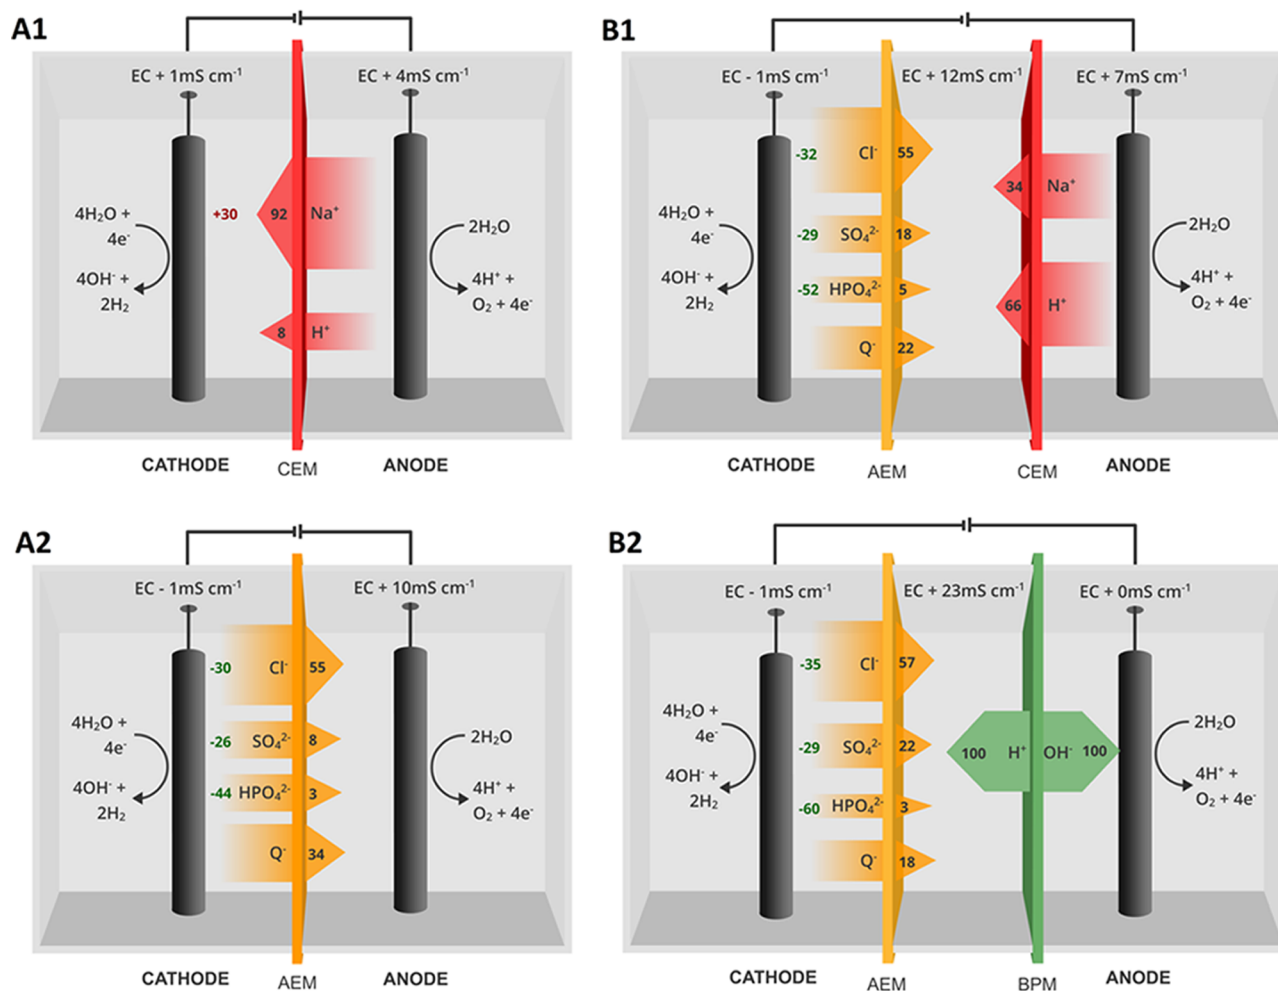 A1
EC + 1mS cm⁻¹
EC + 4mS cm⁻¹
4H₂O +
4e⁻
4OH⁻ +
2H₂
+30
92
Na⁺
8
H⁺
2H₂O
4H⁺ +
O₂ + 4e⁻
CATHODE
CEM
ANODE
B1
EC - 1mS cm⁻¹
EC + 12mS cm⁻¹
EC + 7mS cm⁻¹
4H₂O +
4e⁻
4OH⁻ +
2H₂
-32
Cl⁻
55
-29
SO₄²⁻
18
-52
HPO₄²⁻
5
Q⁻
22
34
Na⁺
66
H⁺
2H₂O
4H⁺ +
O₂ + 4e⁻
CATHODE
AEM
CEM
ANODE
A2
EC - 1mS cm⁻¹
EC + 10mS cm⁻¹
4H₂O +
4e⁻
4OH⁻ +
2H₂
-30
Cl⁻
55
-26
SO₄²⁻
8
-44
HPO₄²⁻
3
Q⁻
34
2H₂O
4H⁺ +
O₂ + 4e⁻
CATHODE
AEM
ANODE
B2
EC - 1mS cm⁻¹
EC + 23mS cm⁻¹
EC + 0mS cm⁻¹
4H₂O +
4e⁻
4OH⁻ +
2H₂
-35
Cl⁻
57
-29
SO₄²⁻
22
-60
HPO₄²⁻
3
Q⁻
18
100
H⁺
OH⁻
100
2H₂O
4H⁺ +
O₂ + 4e⁻
CATHODE
AEM
BPM
ANODE